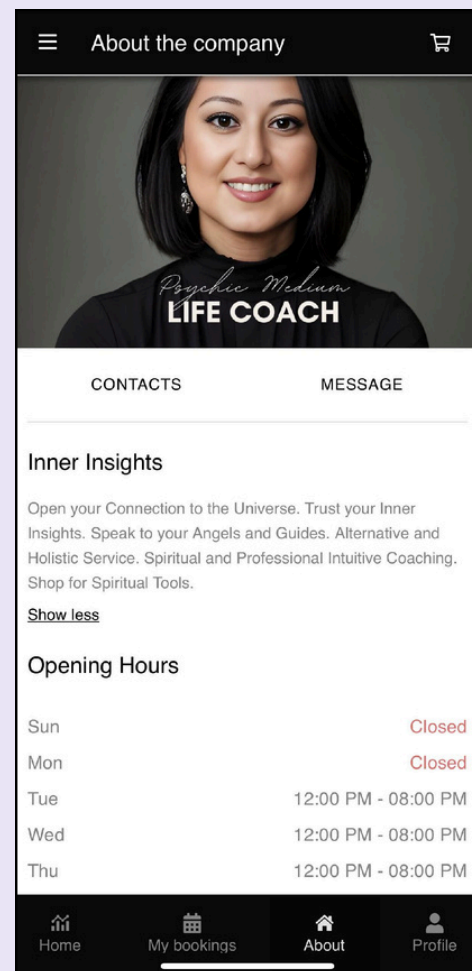 About the company
Psychic Medium
LIFE COACH
CONTACTS
MESSAGE
Inner Insights
Open your Connection to the Universe. Trust your Inner
Insights. Speak to your Angels and Guides. Alternative and
Holistic Service. Spiritual and Professional Intuitive Coaching.
Shop for Spiritual Tools.
Show less
Opening Hours
Sun Closed
Mon Closed
Tue 12:00 PM - 08:00 PM
Wed 12:00 PM - 08:00 PM
Thu 12:00 PM - 08:00 PM
Home My bookings About Profile